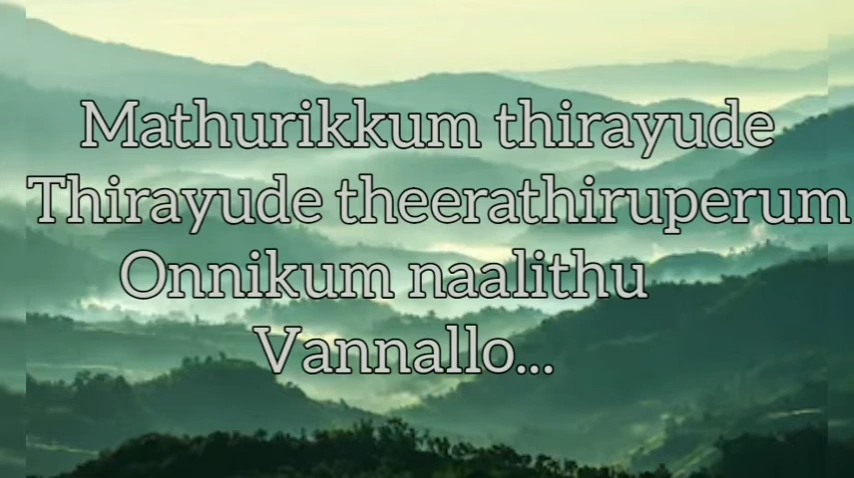 Mathurikkum thirayude
Thirayude theerathiruperum
Onnikum naalithu
Vannallo...